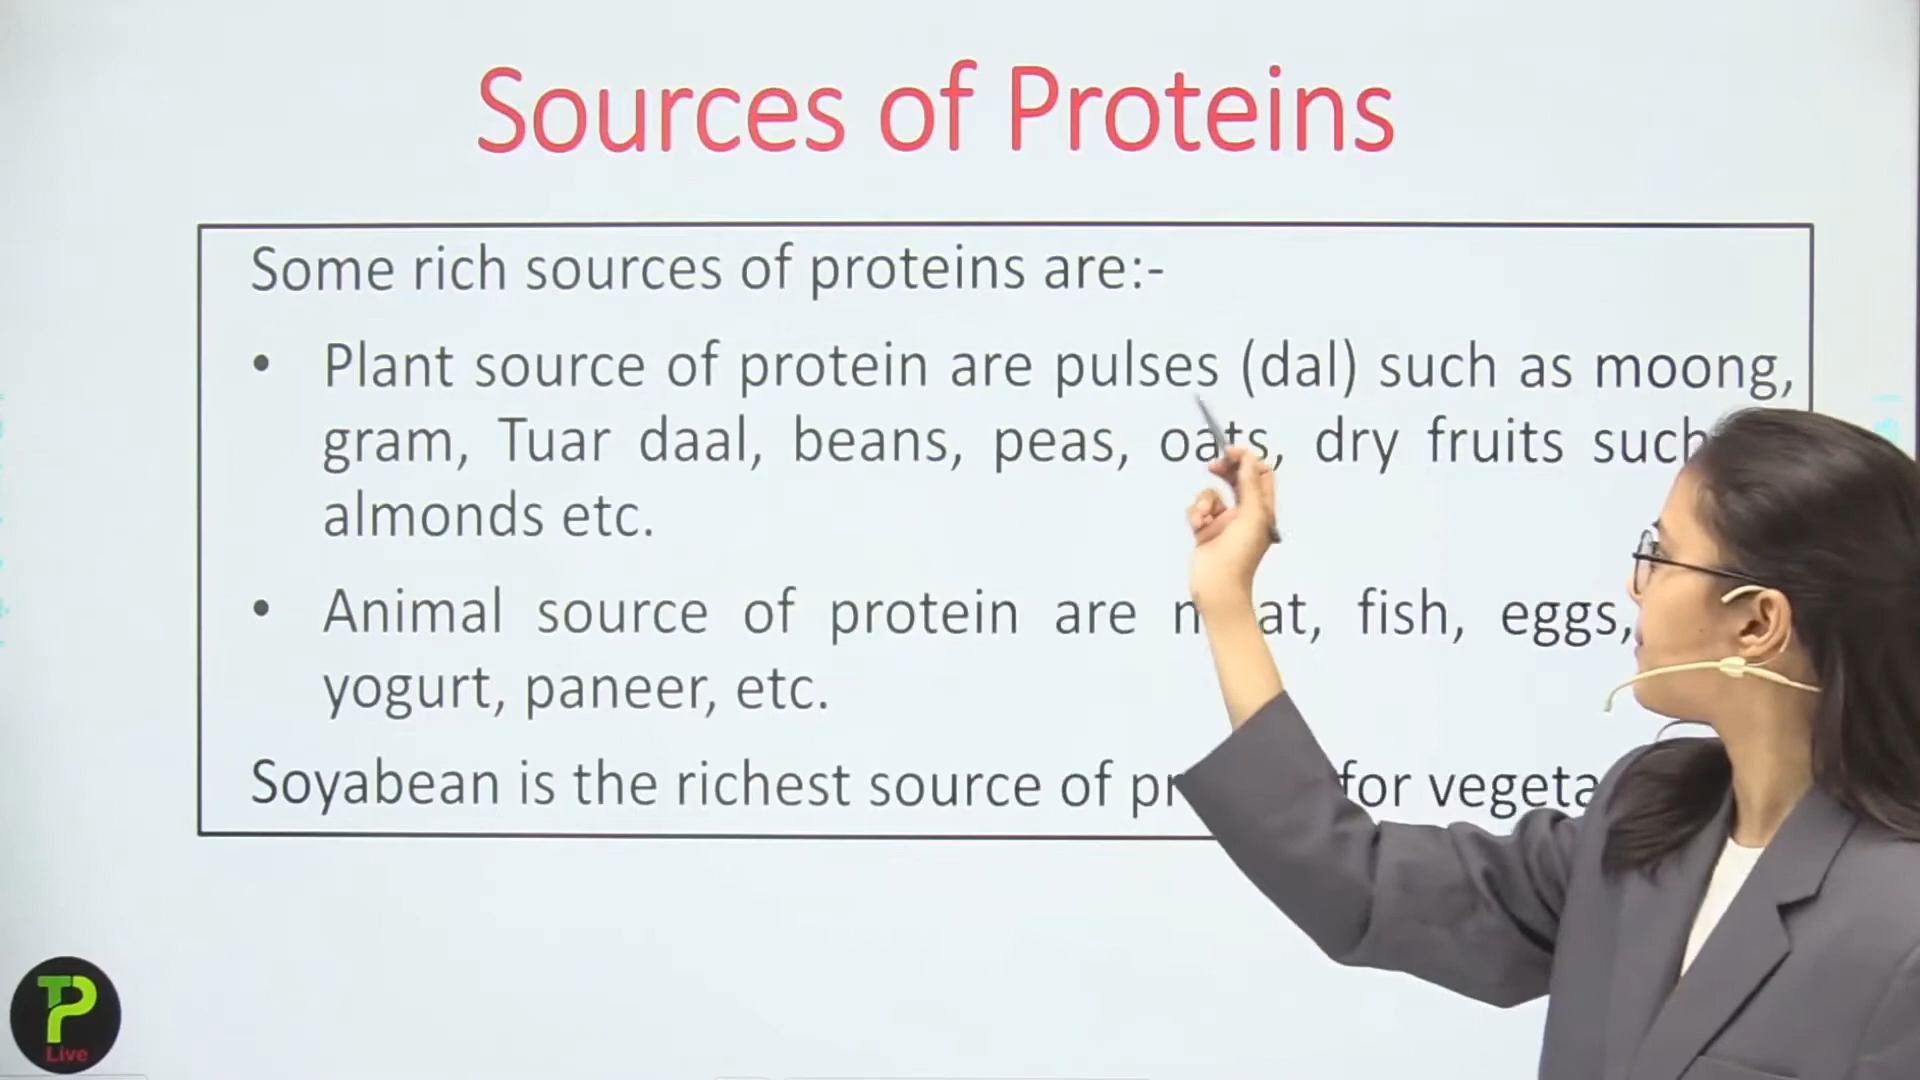 Sources of Proteins
Some rich sources of proteins are:-
• Plant source of protein are pulses (dal) such as moong,
gram, Tuar daal, beans, peas, oats, dry fruits such
almonds etc.
• Animal source of protein are meat, fish, eggs,
yogurt, paneer, etc.
Soyabean is the richest source of for
TP
Live